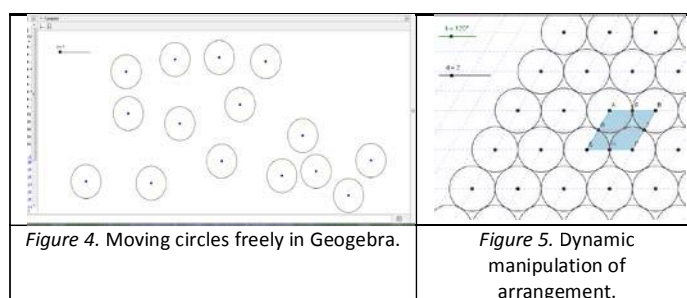 A
B
Figure 4. Moving circles freely in Geogebra.
Figure 5. Dynamic
manipulation of
arrangement.